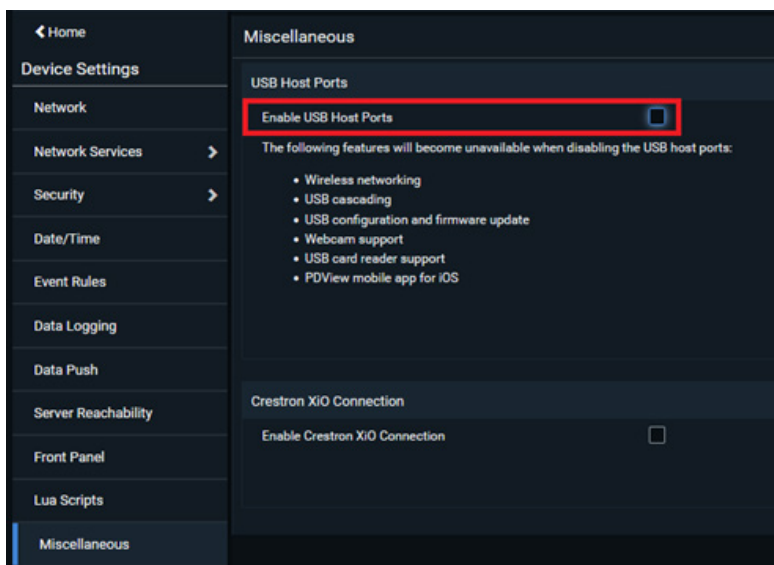 Home
Device Settings
Network
Network Services
Security
Date/Time
Event Rules
Data Logging
Data Push
Server Reachability
Front Panel
Lua Scripts
Miscellaneous
Miscellaneous
USB Host Ports
Enable USB Host Ports
The following features will become unavailable when disabling the USB host ports:
• Wireless networking
• USB cascading
• USB configuration and firmware update
• Webcam support
• USB card reader support
• PDView mobile app for iOS
Crestron XiO Connection
Enable Crestron XiO Connection